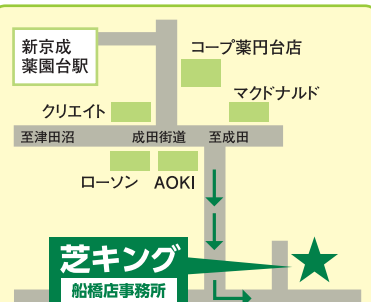 新京成
薬園台駅
コープ薬円台店
マクドナルド
クリエイト
至津田沼
成田街道
至成田
ローソン
AOKI
芝キング
船橋店事務所